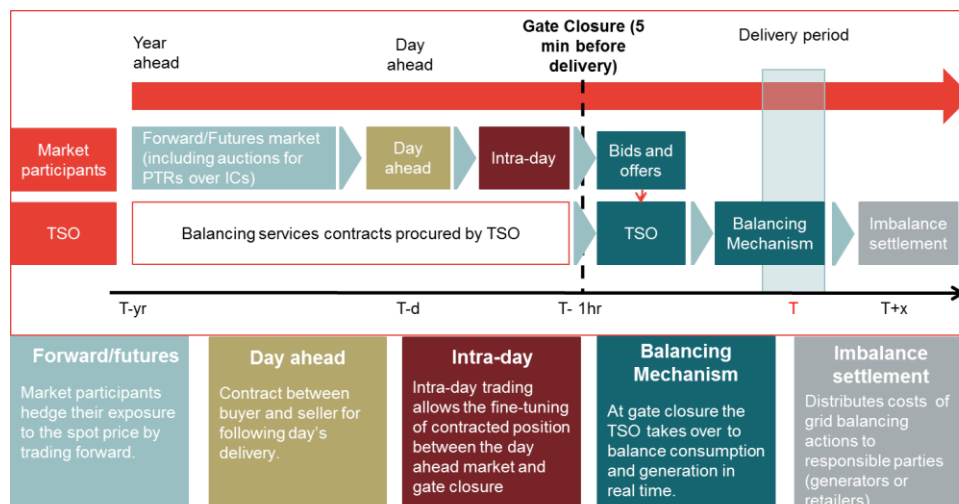 Year
ahead
Day
ahead
Gate Closure (5
min before
delivery)
Delivery period
Market
participants
Forward/Futures market
(including auctions for
PTRs over ICs)
Day
ahead
Intra-day
Bids and
offers
TSO
Balancing services contracts procured by TSO
TSO
Balancing
Mechanism
Imbalance
settlement
T-yr
T-d
T- 1hr
T
T+x
Forward/futures
Market participants
hedge their exposure
to the spot price by
trading forward.
Day ahead
Contract between
buyer and seller for
following day's
delivery.
Intra-day
Intra-day trading
allows the fine-tuning
of contracted position
between the day
ahead market and
gate closure
Balancing
Mechanism
At gate closure the
TSO takes over to
balance consumption
and generation in
real time.
Imbalance
settlement
Distributes costs of
grid balancing
actions to
responsible parties
(generators or
retailers)